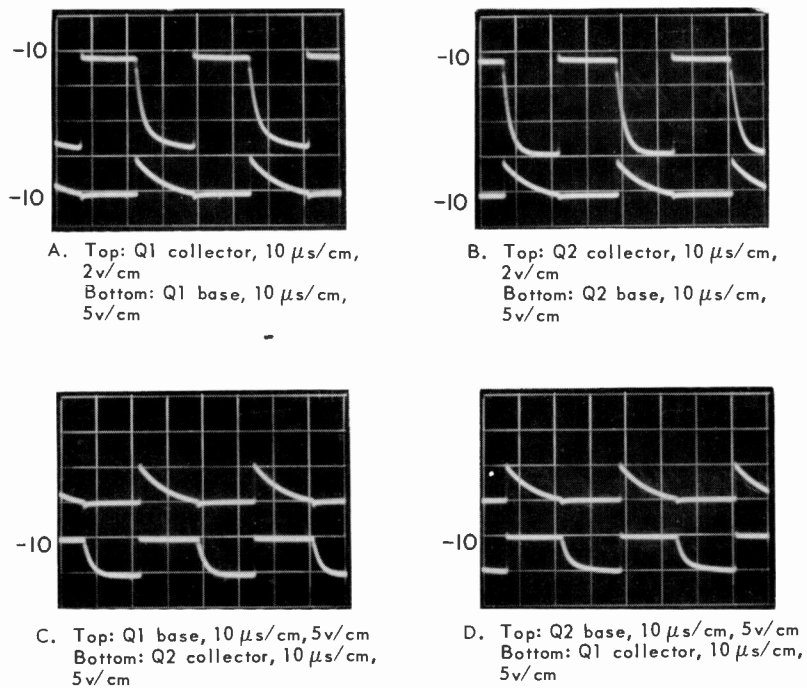 -10
-10
A. Top: Q1 collector, 10 μs/cm,
2v/cm
Bottom: Q1 base, 10 μs/cm,
5v/cm
-10
-10
B. Top: Q2 collector, 10 μs/cm,
2v/cm
Bottom: Q2 base, 10 μs/cm,
5v/cm
-10
C. Top: Q1 base, 10 μs/cm, 5v/cm
Bottom: Q2 collector, 10 μs/cm,
5v/cm
-10
D. Top: Q2 base, 10 μs/cm, 5v/cm
Bottom: Q1 collector, 10 μs/cm,
5v/cm